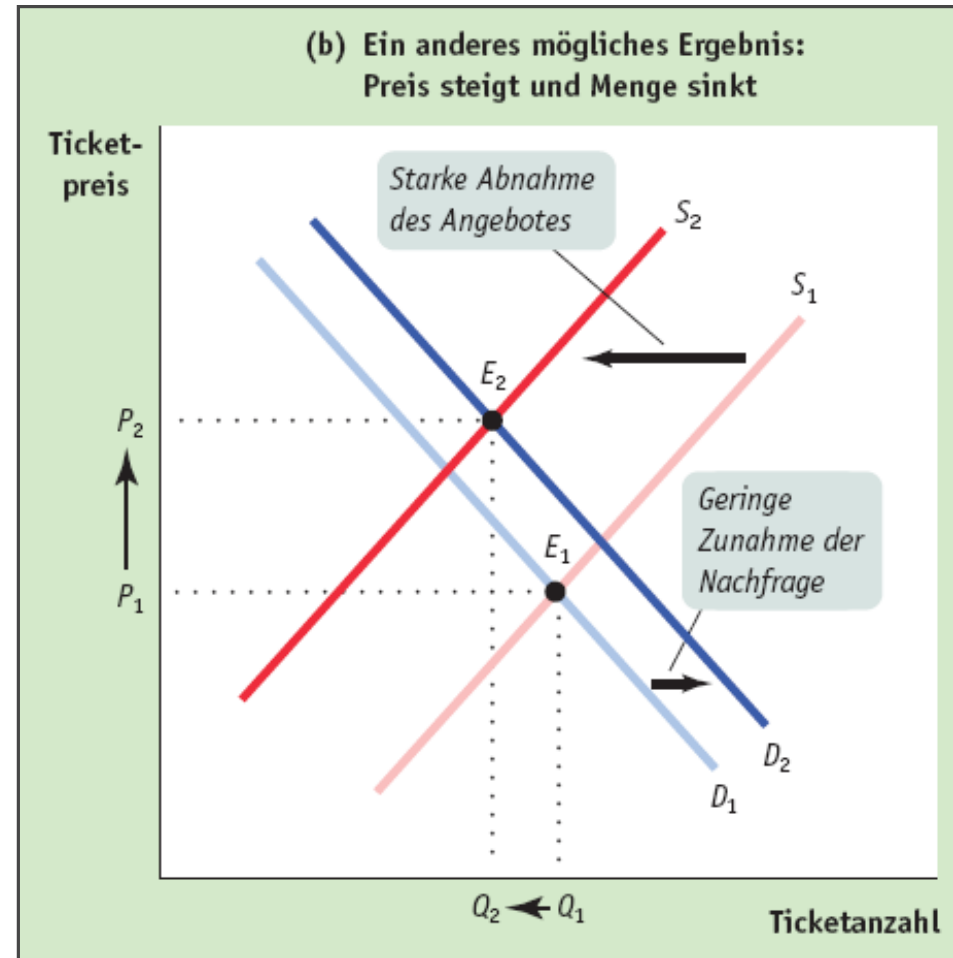 (b) Ein anderes mögliches Ergebnis:
Preis steigt und Menge sinkt
Ticket-
preis
Starke Abnahme
des Angebotes
S₂
S₁
E₂
P₂
Geringe
Zunahme der
Nachfrage
E₁
P₁
D₂
D₁
Q₂ Q₁
Ticketanzahl